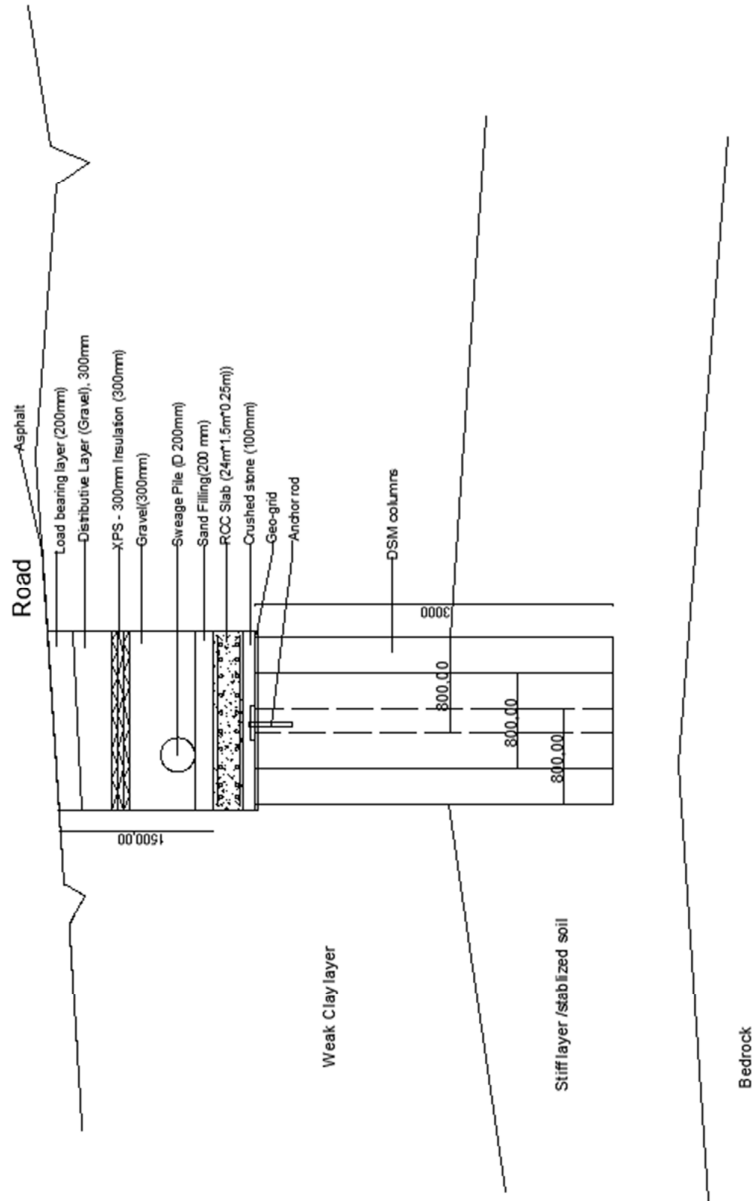 Road
Asphalt
Load bearing layer (200mm)
Distributive Layer (Gravel), 300mm
XPS - 300mm Insulation (300mm)
Gravel(300mm)
Sweage Pile (D 200mm)
Sand Filling(200 mm)
RCC Slab (24m*1.5m*0.25m))
Crushed stone (100mm)
Geo-grid
Anchor rod
DSM columns
1500,00
3000
800,00
800,00
800,00
Weak Clay layer
Stiff layer /stablized soil
Bedrock